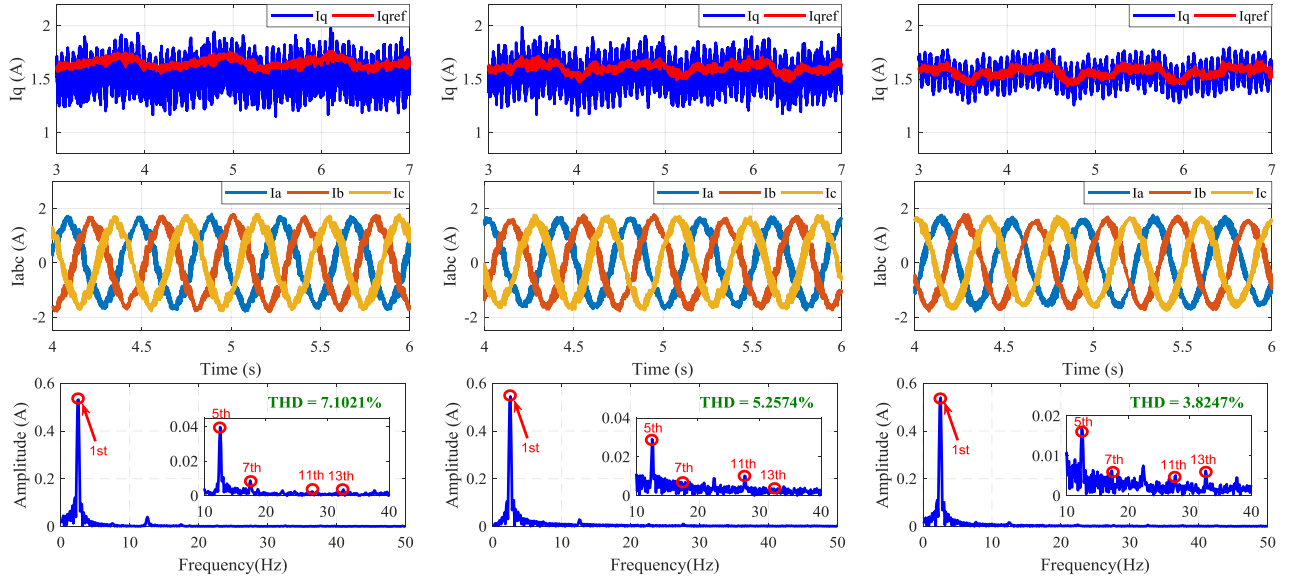 Iq Iqref
Iq (A)
2
1.5
1
3 4 5 6 7
Iq Iqref
Iq (A)
2
1.5
1
3 4 5 6 7
Iq Iqref
Iq (A)
2
1.5
1
3 4 5 6 7
Ia Ib Ic
Iabc (A)
2
0
-2
4 4.5 5 5.5 6
Time (s)
Ia Ib Ic
Iabc (A)
2
0
-2
4 4.5 5 5.5 6
Time (s)
Ia Ib Ic
Iabc (A)
2
0
-2
4 4.5 5 5.5 6
Time (s)
THD = 7.1021%
Amplitude (A)
0.6
0.4
0.2
0
1st
5th
7th
11th 13th
0.04
0.02
0
10 20 30 40
0 10 20 30 40 50
Frequency(Hz)
THD = 5.2574%
Amplitude (A)
0.6
0.4
0.2
0
1st
5th
7th
11th
13th
0.04
0.02
0
10 20 30 40
0 10 20 30 40 50
Frequency(Hz)
THD = 3.8247%
Amplitude (A)
0.6
0.4
0.2
0
1st
5th
7th
11th
13th
0.02
0.01
0
10 20 30 40
0 10 20 30 40 50
Frequency(Hz)